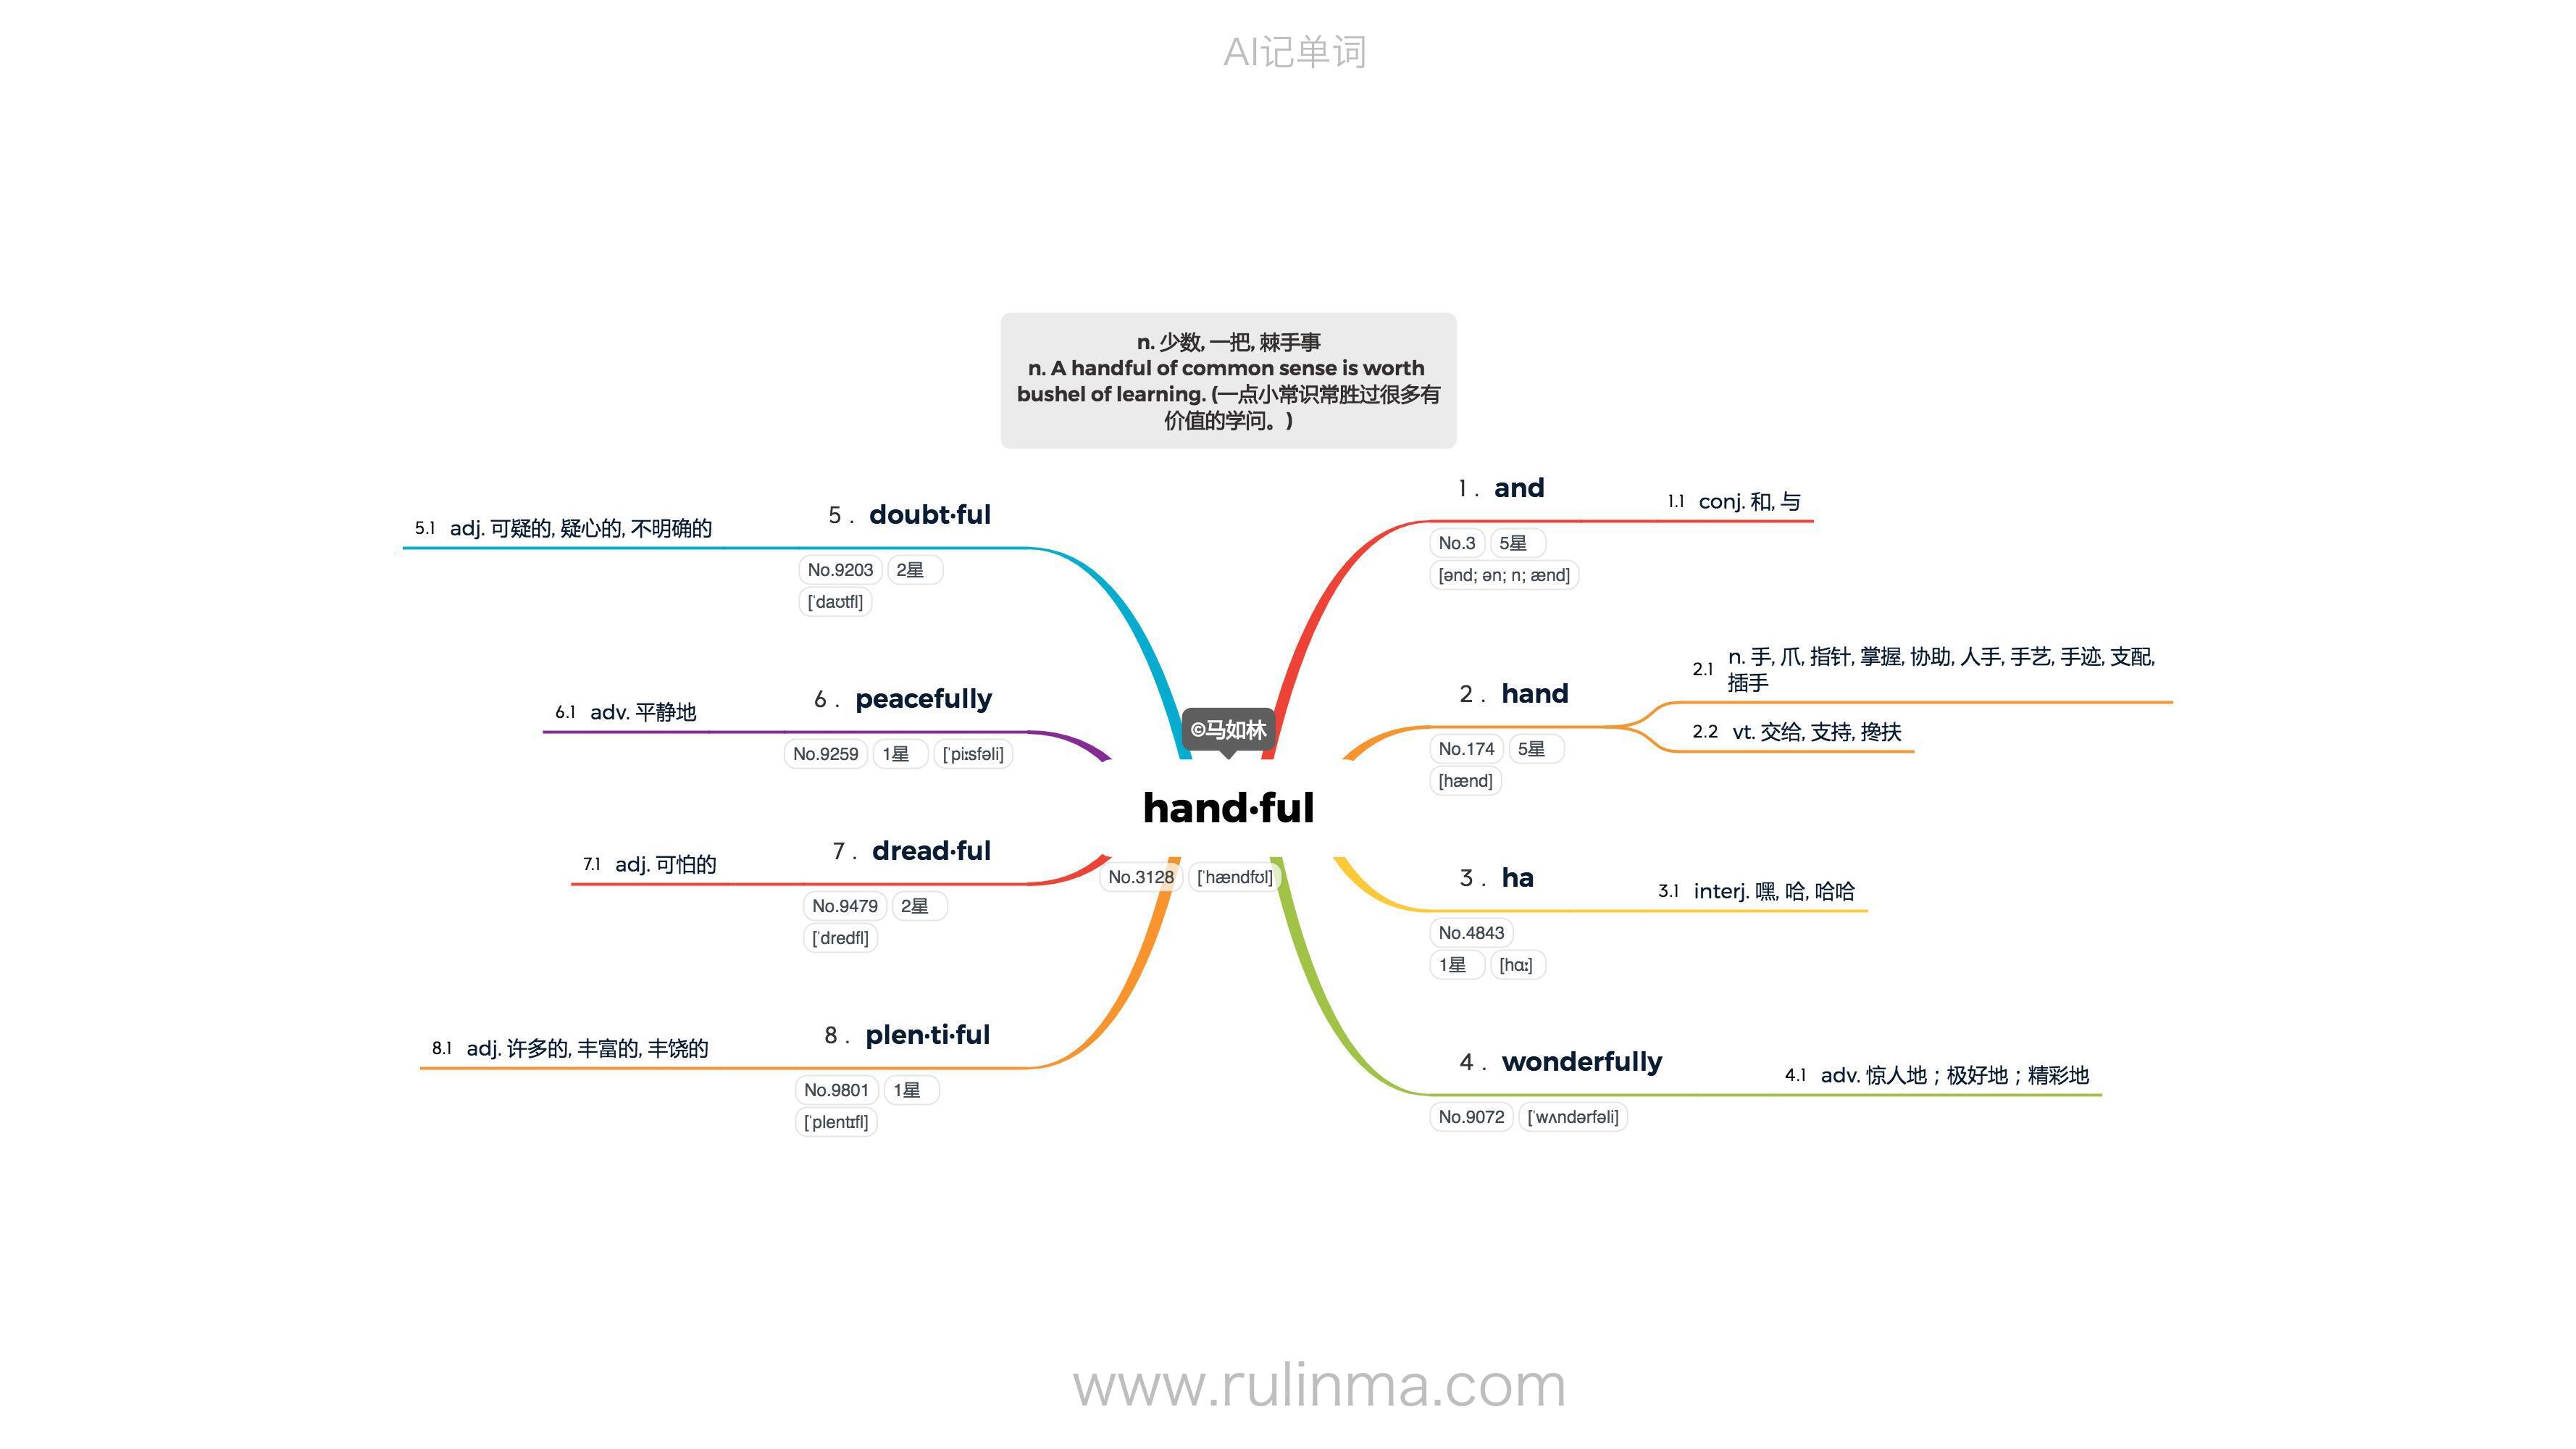 AI记单词
n. 少数, 一把, 棘手事
n. A handful of common sense is worth
bushel of learning. (一点小常识常胜过很多有
价值的学问。)
©马如林
hand·ful
No.3128 [ˈhændfʊl]
1 . and
No.3 5星
[ənd; ən; n; ænd]
1.1 conj. 和, 与
2 . hand
No.174 5星
[hænd]
2.1 n. 手, 爪, 指针, 掌握, 协助, 人手, 手艺, 手迹, 支配,
插手
2.2 vt. 交给, 支持, 搀扶
3 . ha
No.4843
1星 [hɑː]
3.1 interj. 嘿, 哈, 哈哈
4 . wonderfully
No.9072 [ˈwʌndərfəli]
4.1 adv. 惊人地；极好地；精彩地
5 . doubt·ful
No.9203 2星
[ˈdaʊtfl]
5.1 adj. 可疑的, 疑心的, 不明确的
6 . peacefully
No.9259 1星 [ˈpiːsfəli]
6.1 adv. 平静地
7 . dread·ful
No.9479 2星
[ˈdredfl]
7.1 adj. 可怕的
8 . plen·ti·ful
No.9801 1星
[ˈplentɪfl]
8.1 adj. 许多的, 丰富的, 丰饶的
www.rulinma.com